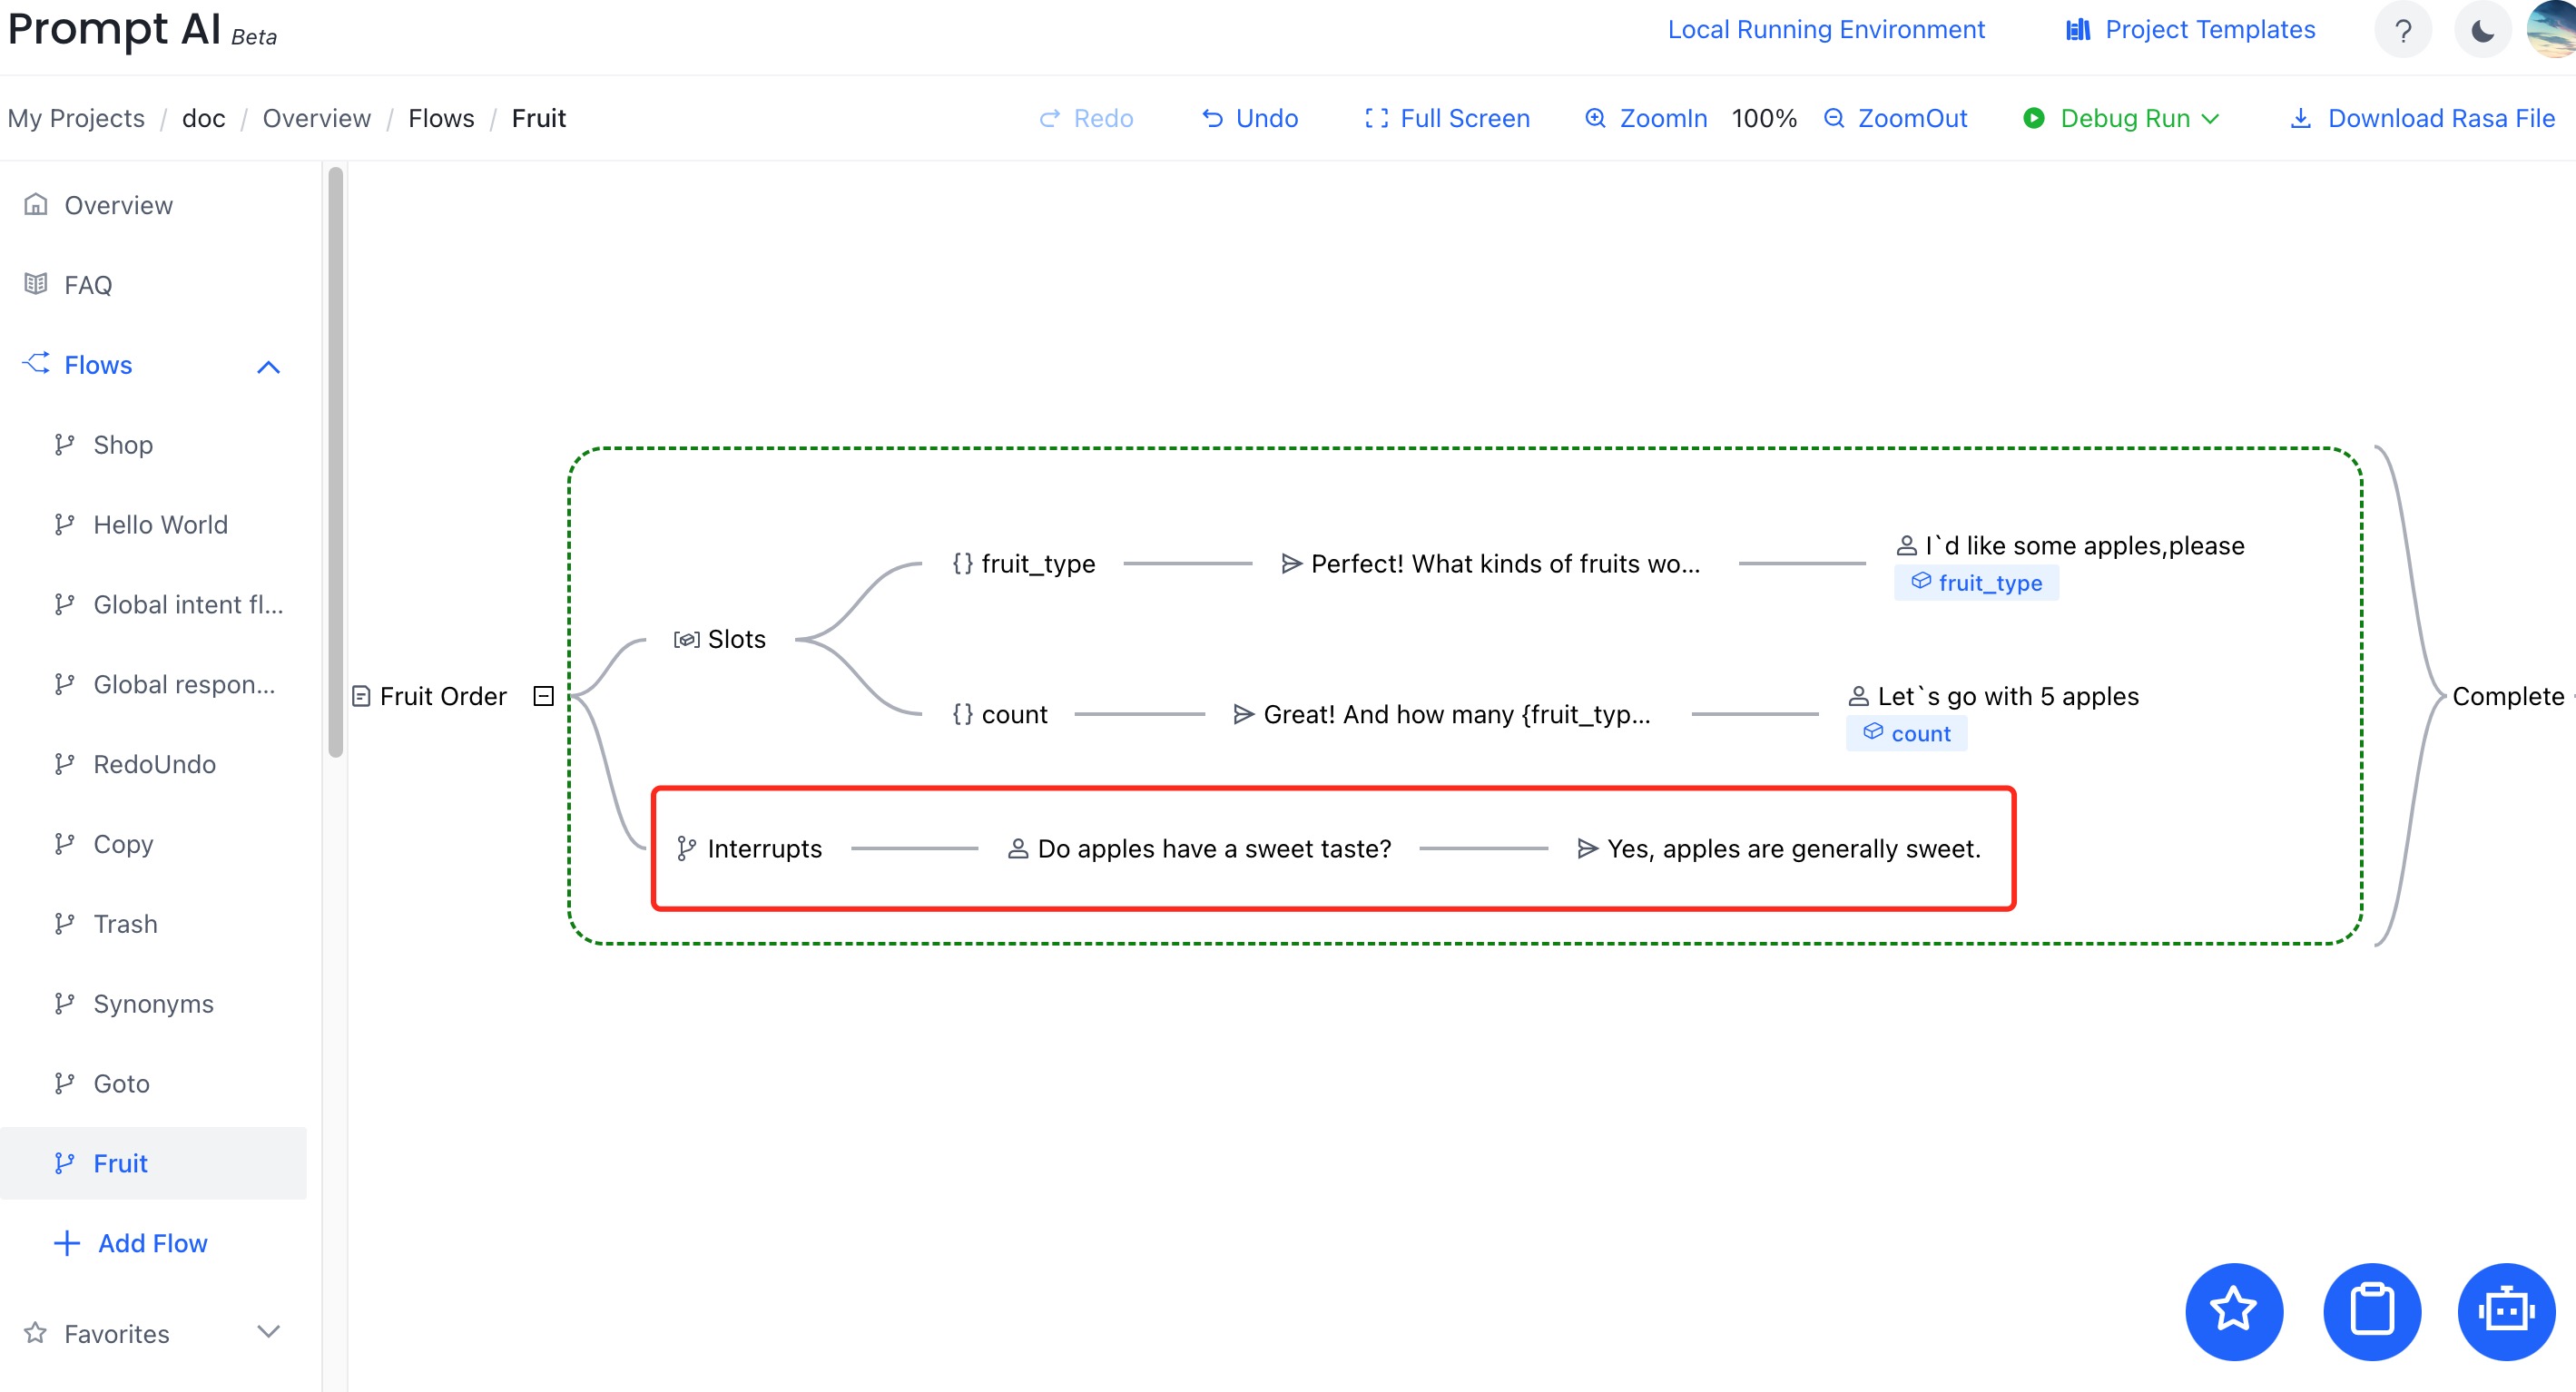 Prompt AI Beta
Local Running Environment
Project Templates
?
My Projects / doc / Overview / Flows / Fruit
Redo
Undo
Full Screen
ZoomIn
100%
ZoomOut
Debug Run
Download Rasa File
Overview
FAQ
Flows
Shop
Hello World
Global intent fl...
Global respon...
RedoUndo
Copy
Trash
Synonyms
Goto
Fruit
Add Flow
Favorites
Fruit Order
Slots
{} fruit_type
Perfect! What kinds of fruits wo...
I`d like some apples,please
fruit_type
{} count
Great! And how many {fruit_typ...
Let`s go with 5 apples
count
Interrupts
Do apples have a sweet taste?
Yes, apples are generally sweet.
Complete